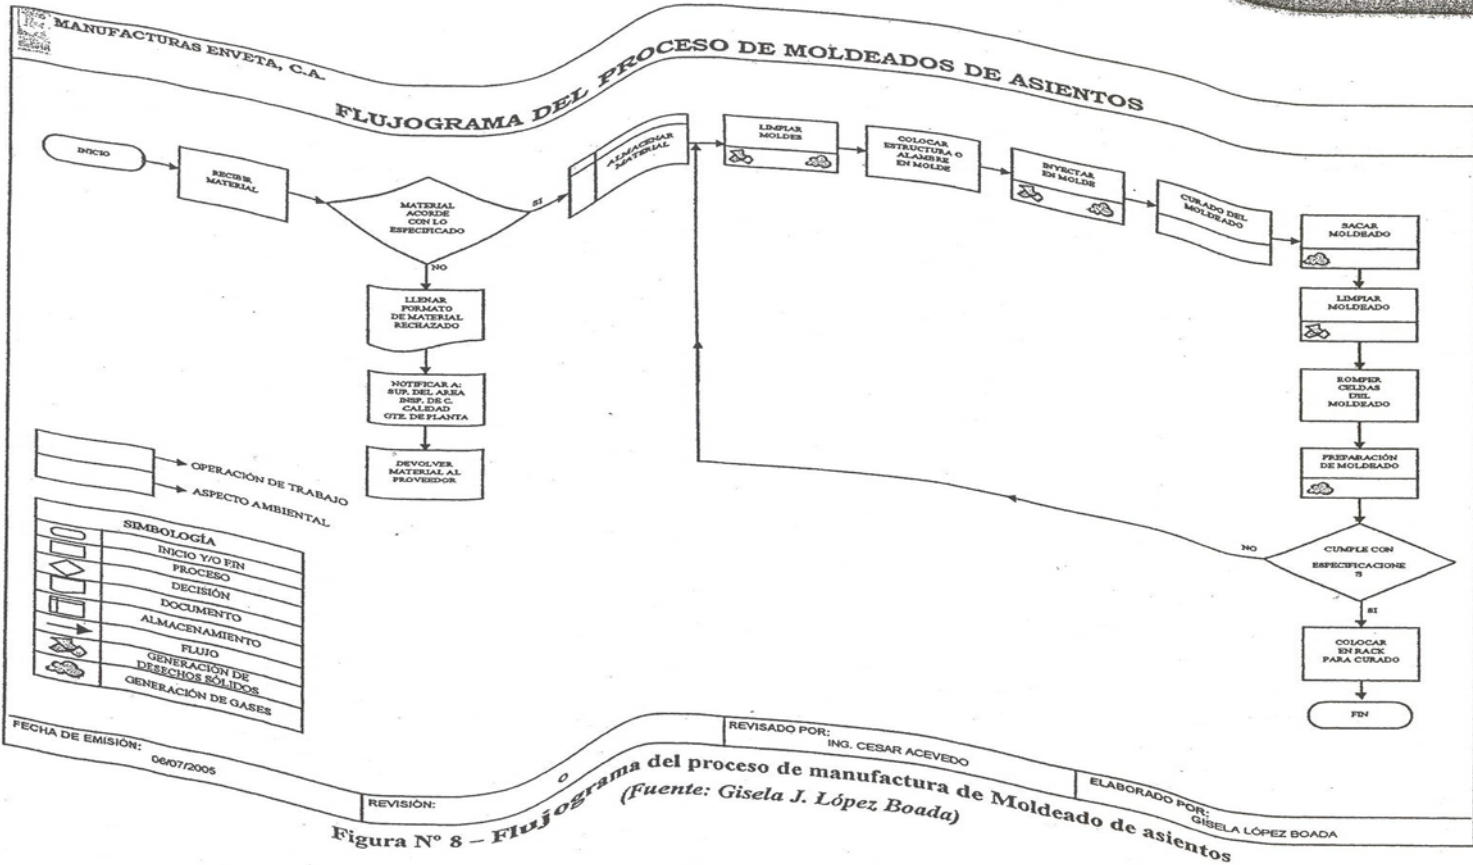 MANUFACTURAS ENVETA, C.A.
FLUJOGRAMA DEL PROCESO DE MOLDEADOS DE ASIENTOS
INICIO
RECIBIR
MATERIAL
MATERIAL
ACORDE
CON LO
ESPECIFICADO
SI
NO
LLENAR
FORMATO
DE MATERIAL
RECHAZADO
NOTIFICAR A:
SUP. DEL AREA
INSP. DE C.
CALIDAD
GTE. DE PLANTA
DEVOLVER
MATERIAL AL
PROVEEDOR
ALMACENAR
MATERIAL
LIMPIAR
MOLDES
COLOCAR
ESTRUCTURA O
ALAMBRE
EN MOLDE
INYECTAR
EN MOLDE
CURADO DEL
MOLDEADO
SACAR
MOLDEADO
LIMPIAR
MOLDEADO
ROMPER
CELDAS
DEL
MOLDEADO
PREPARACIÓN
DE MOLDEADO
CUMPLE CON
ESPECIFICACIONE
S
NO
SI
COLOCAR
EN RACK
PARA CURADO
FIN
OPERACIÓN DE TRABAJO
ASPECTO AMBIENTAL
SIMBOLOGÍA
INICIO Y/O FIN
PROCESO
DECISIÓN
DOCUMENTO
ALMACENAMIENTO
FLUJO
GENERACIÓN DE
DESECHOS SÓLIDOS
GENERACIÓN DE GASES
FECHA DE EMISIÓN:
06/07/2005
REVISIÓN:
0
REVISADO POR:
ING. CESAR ACEVEDO
ELABORADO POR:
GISELA LÓPEZ BOADA
Figura Nº 8 – Flujograma del proceso de manufactura de Moldeado de asientos
(Fuente: Gisela J. López Boada)